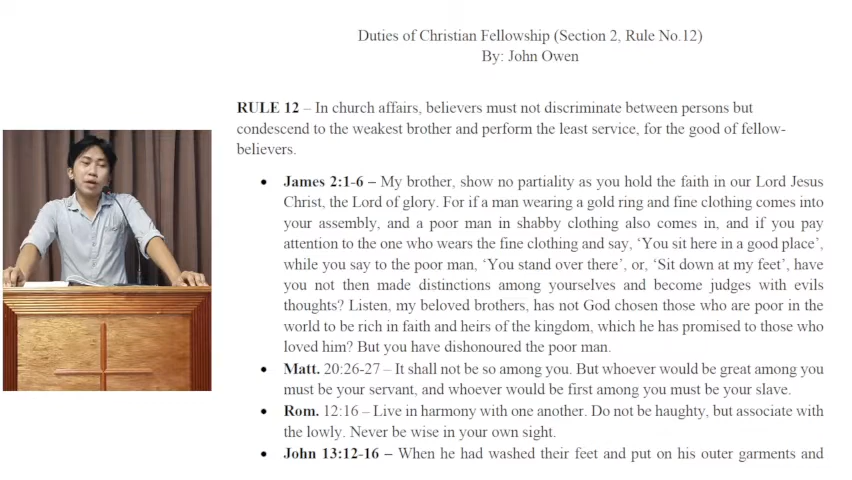 Duties of Christian Fellowship (Section 2, Rule No.12)
By: John Owen
RULE 12 – In church affairs, believers must not discriminate between persons but
condescend to the weakest brother and perform the least service, for the good of fellow-
believers.
• James 2:1-6 – My brother, show no partiality as you hold the faith in our Lord Jesus
Christ, the Lord of glory. For if a man wearing a gold ring and fine clothing comes into
your assembly, and a poor man in shabby clothing also comes in, and if you pay
attention to the one who wears the fine clothing and say, ‘You sit here in a good place’,
while you say to the poor man, ‘You stand over there’, or, ‘Sit down at my feet’, have
you not then made distinctions among yourselves and become judges with evils
thoughts? Listen, my beloved brothers, has not God chosen those who are poor in the
world to be rich in faith and heirs of the kingdom, which he has promised to those who
loved him? But you have dishonoured the poor man.
• Matt. 20:26-27 – It shall not be so among you. But whoever would be great among you
must be your servant, and whoever would be first among you must be your slave.
• Rom. 12:16 – Live in harmony with one another. Do not be haughty, but associate with
the lowly. Never be wise in your own sight.
• John 13:12-16 – When he had washed their feet and put on his outer garments and